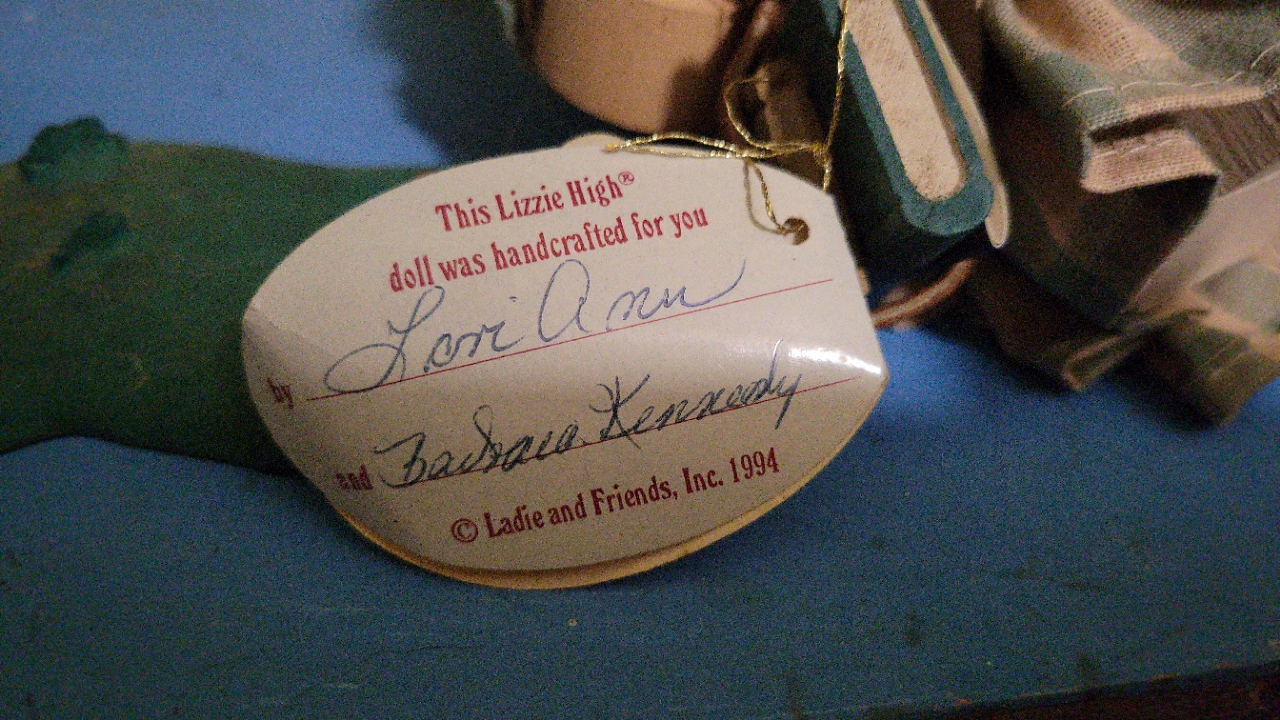 This Lizzie High®
doll was handcrafted for you
by Lori Ann
and Barbara Kennedy
© Ladie and Friends, Inc. 1994